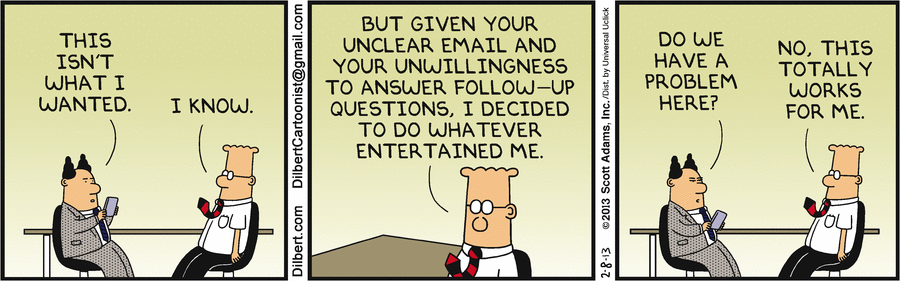 THIS
ISN'T
WHAT I
WANTED.
I KNOW.
DilbertCartoonist@gmail.com
Dilbert.com
BUT GIVEN YOUR
UNCLEAR EMAIL AND
YOUR UNWILLINGNESS
TO ANSWER FOLLOW-UP
QUESTIONS, I DECIDED
TO DO WHATEVER
ENTERTAINED ME.
2-8-13 ©2013 Scott Adams, Inc. /Dist. by Universal Uclick
DO WE
HAVE A
PROBLEM
HERE?
NO, THIS
TOTALLY
WORKS
FOR ME.